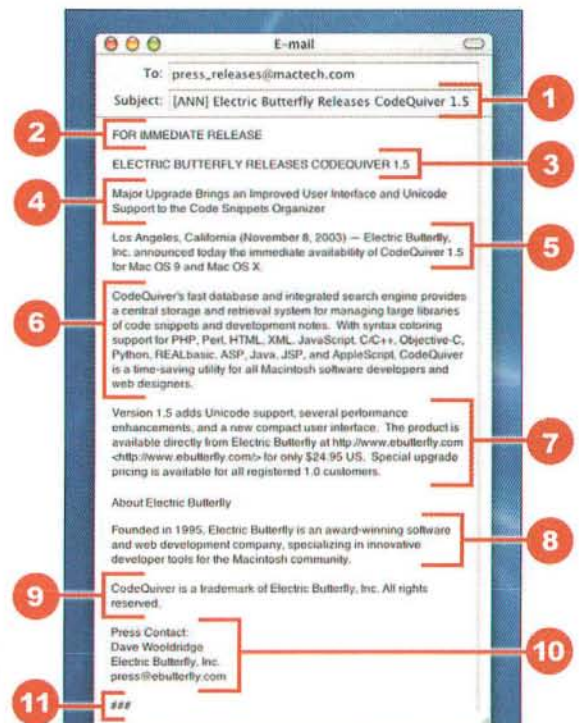 E-mail
To: press_releases@mactech.com
Subject: [ANN] Electric Butterfly Releases CodeQuiver 1.5
1
2
FOR IMMEDIATE RELEASE
ELECTRIC BUTTERFLY RELEASES CODEQUIVER 1.5
3
4
Major Upgrade Brings an Improved User Interface and Unicode
Support to the Code Snippets Organizer
Los Angeles, California (November 8, 2003) — Electric Butterfly,
Inc. announced today the immediate availability of CodeQuiver 1.5
for Mac OS 9 and Mac OS X.
5
6
CodeQuiver's fast database and integrated search engine provides
a central storage and retrieval system for managing large libraries
of code snippets and development notes. With syntax coloring
support for PHP, Perl, HTML, XML, JavaScript, C/C++, Objective-C,
Python, REALbasic, ASP, Java, JSP, and AppleScript, CodeQuiver
is a time-saving utility for all Macintosh software developers and
web designers.
Version 1.5 adds Unicode support, several performance
enhancements, and a new compact user interface. The product is
available directly from Electric Butterfly at http://www.ebutterfly.com
<http://www.ebutterfly.com/> for only $24.95 US. Special upgrade
pricing is available for all registered 1.0 customers.
7
About Electric Butterfly
Founded in 1995, Electric Butterfly is an award-winning software
and web development company, specializing in innovative
developer tools for the Macintosh community.
8
9
CodeQuiver is a trademark of Electric Butterfly, Inc. All rights
reserved.
Press Contact:
Dave Wooldridge
Electric Butterfly, Inc.
press@ebutterfly.com
10
11
###